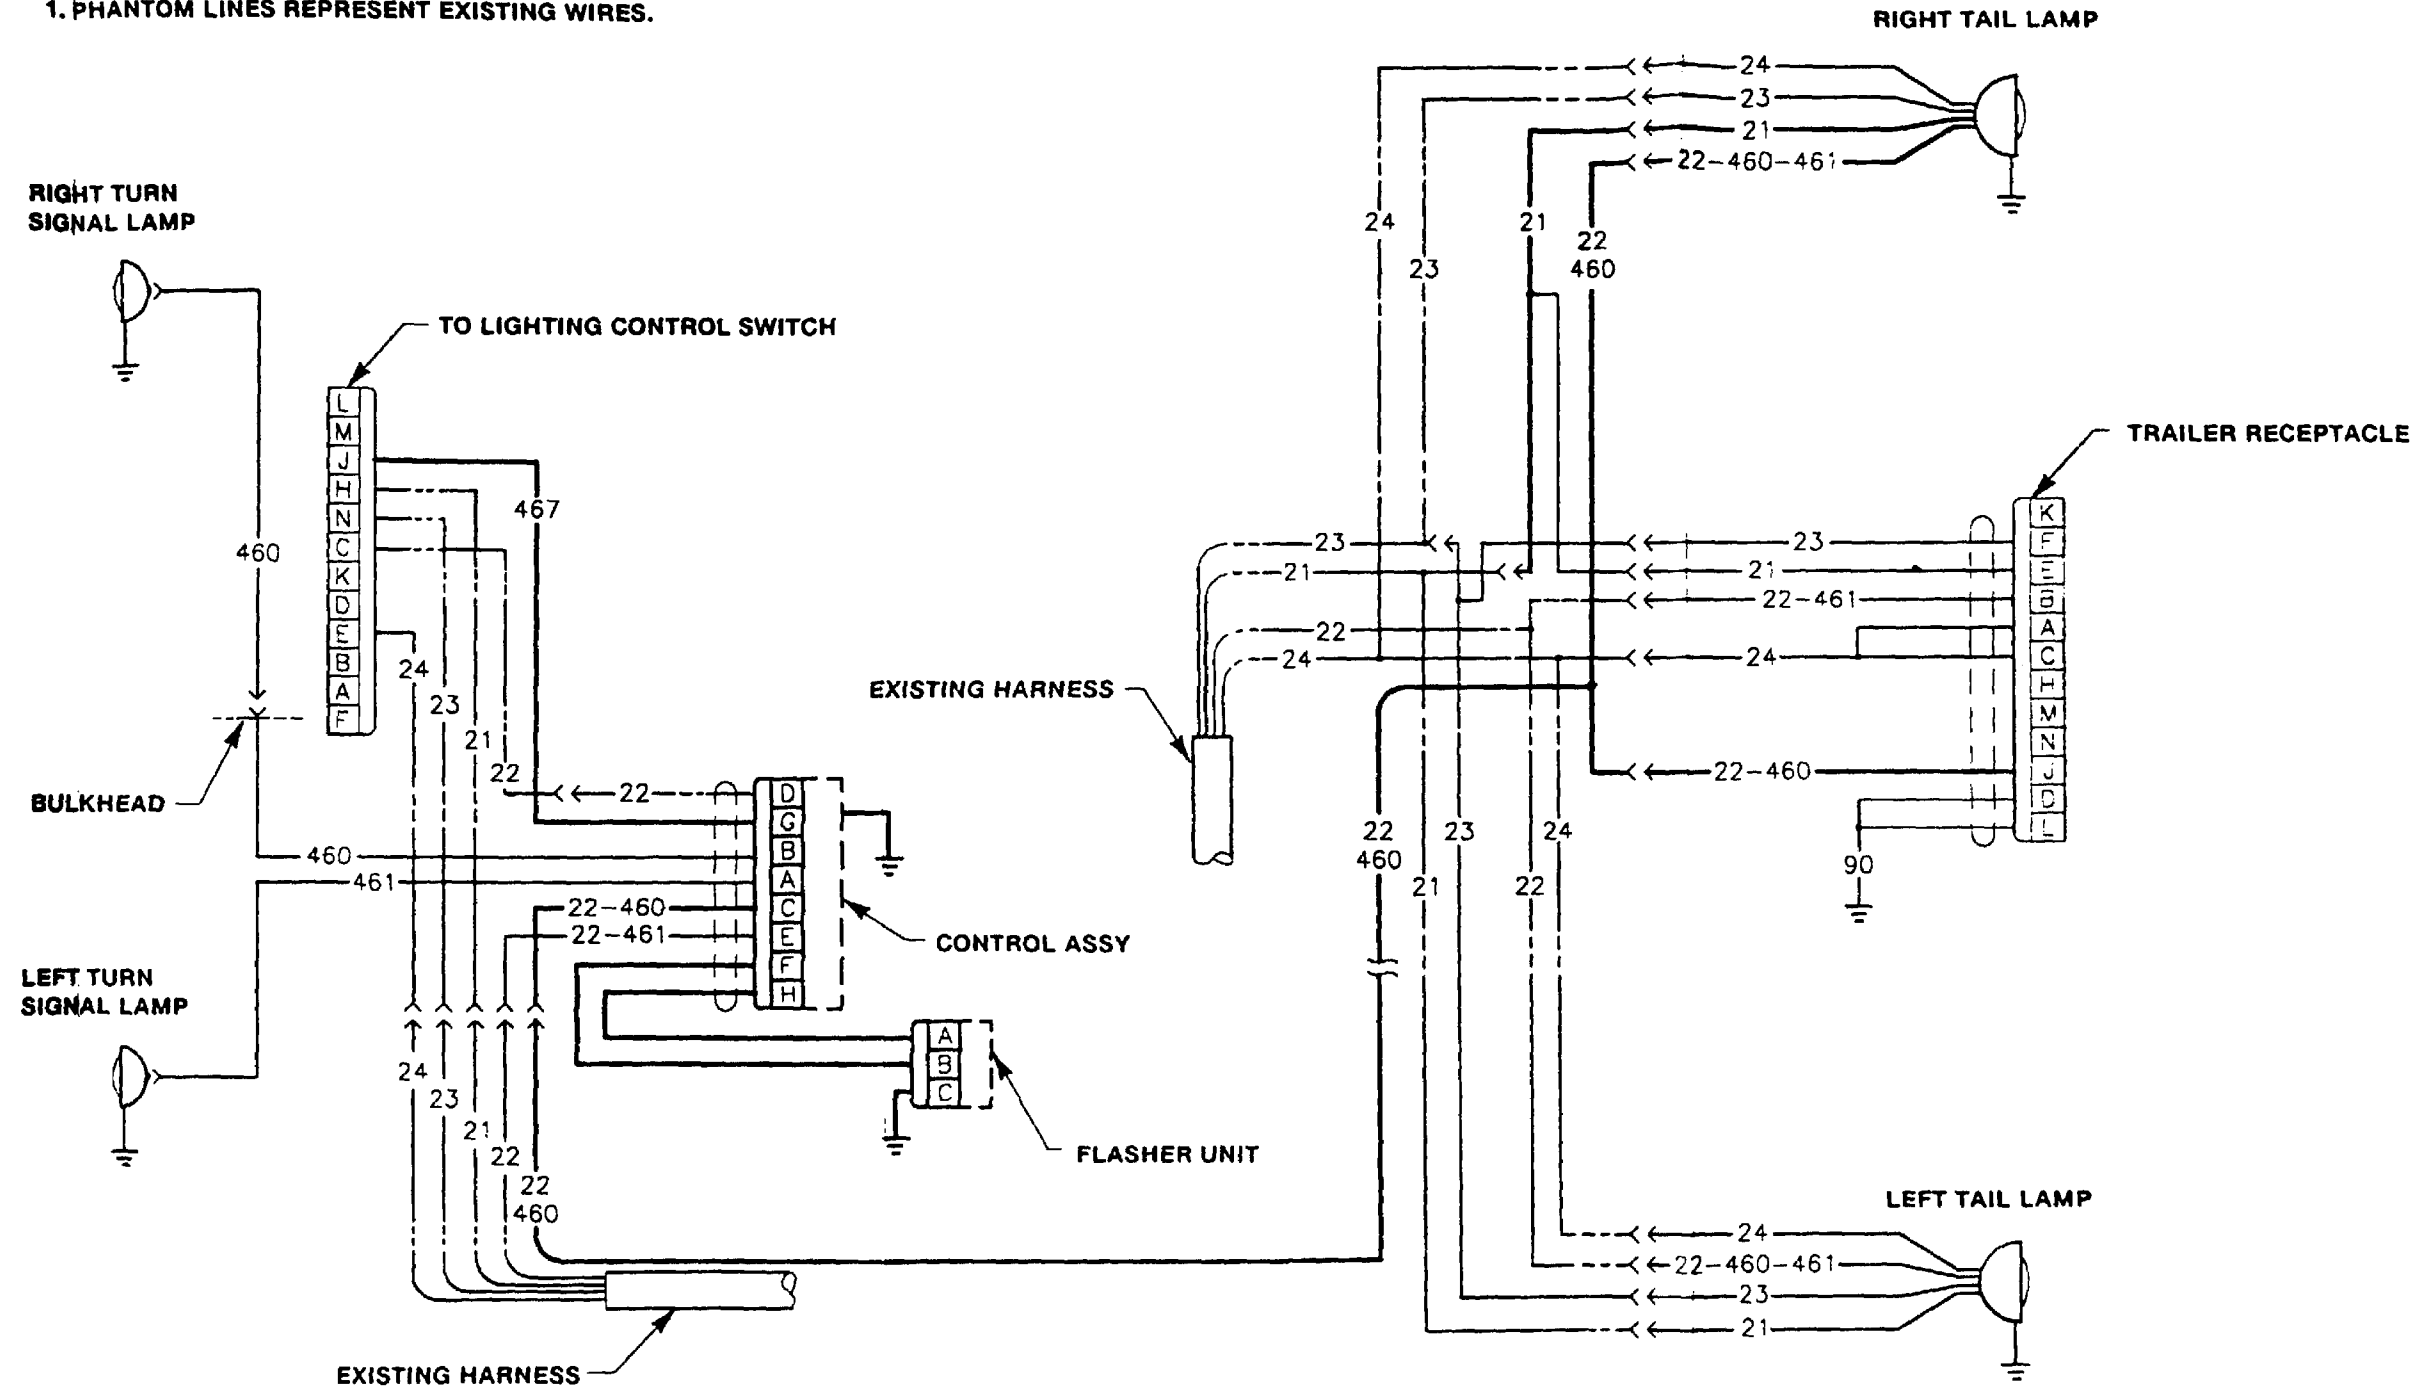 1. PHANTOM LINES REPRESENT EXISTING WIRES.
RIGHT TAIL LAMP
24
23
21
22-460-461
24
21
22
460
23
RIGHT TURN
SIGNAL LAMP
TO LIGHTING CONTROL SWITCH
L
M
J
H
N
C
K
D
E
B
A
F
467
460
24
23
21
22
BULKHEAD
22
460
461
22-460
22-461
D
G
B
A
C
E
F
H
CONTROL ASSY
A
B
C
FLASHER UNIT
LEFT TURN
SIGNAL LAMP
24
23
21
22
22
460
EXISTING HARNESS
TRAILER RECEPTACLE
K
F
E
B
A
C
H
M
N
J
D
L
23
21
22
24
23
21
22-461
24
22-460
90
EXISTING HARNESS
22
460
23
24
21
22
LEFT TAIL LAMP
24
22-460-461
23
21